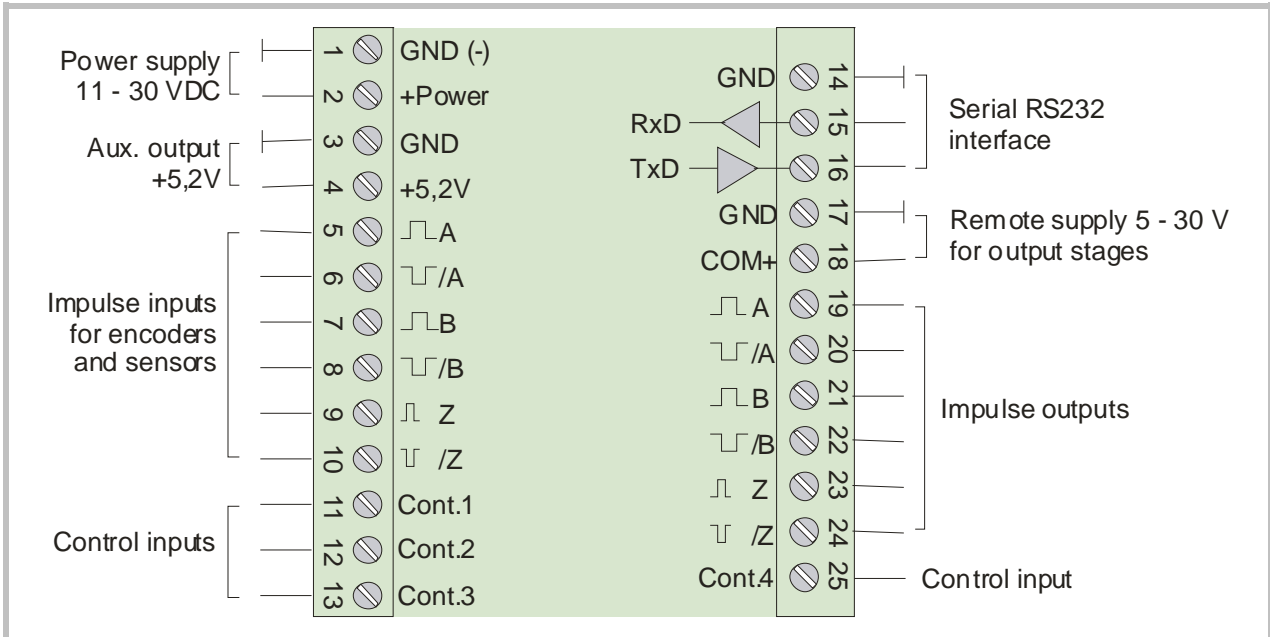 Power supply
11 - 30 VDC
Aux. output
+5,2V
Impulse inputs
for encoders
and sensors
Control inputs
1 GND (-)
2 +Power
3 GND
4 +5,2V
5 A
6 /A
7 B
8 /B
9 Z
10 /Z
11 Cont.1
12 Cont.2
13 Cont.3
GND 14
RxD 15
TxD 16
GND 17
COM+ 18
A 19
/A 20
B 21
/B 22
Z 23
/Z 24
Cont.4 25
Serial RS232
interface
Remote supply 5 - 30 V
for output stages
Impulse outputs
Control input